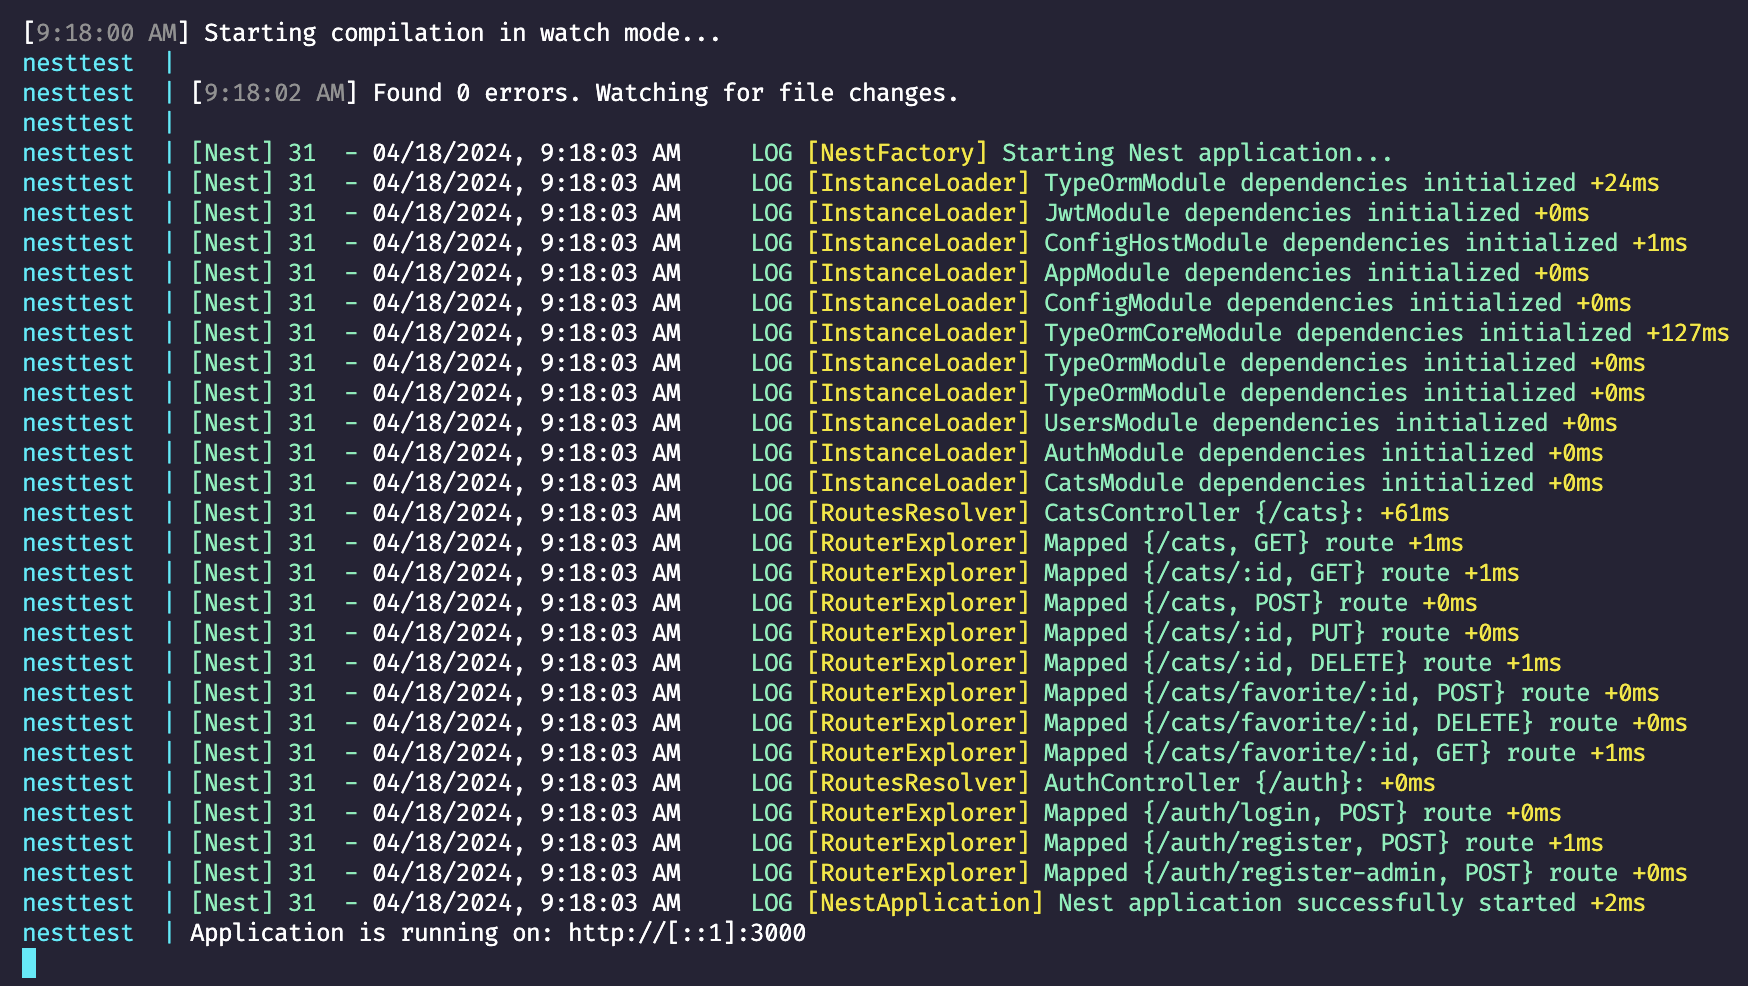 [9:18:00 AM] Starting compilation in watch mode...
nesttest  |
nesttest  | [9:18:02 AM] Found 0 errors. Watching for file changes.
nesttest  |
nesttest  | [Nest] 31  - 04/18/2024, 9:18:03 AM     LOG [NestFactory] Starting Nest application...
nesttest  | [Nest] 31  - 04/18/2024, 9:18:03 AM     LOG [InstanceLoader] TypeOrmModule dependencies initialized +24ms
nesttest  | [Nest] 31  - 04/18/2024, 9:18:03 AM     LOG [InstanceLoader] JwtModule dependencies initialized +0ms
nesttest  | [Nest] 31  - 04/18/2024, 9:18:03 AM     LOG [InstanceLoader] ConfigHostModule dependencies initialized +1ms
nesttest  | [Nest] 31  - 04/18/2024, 9:18:03 AM     LOG [InstanceLoader] AppModule dependencies initialized +0ms
nesttest  | [Nest] 31  - 04/18/2024, 9:18:03 AM     LOG [InstanceLoader] ConfigModule dependencies initialized +0ms
nesttest  | [Nest] 31  - 04/18/2024, 9:18:03 AM     LOG [InstanceLoader] TypeOrmCoreModule dependencies initialized +127ms
nesttest  | [Nest] 31  - 04/18/2024, 9:18:03 AM     LOG [InstanceLoader] TypeOrmModule dependencies initialized +0ms
nesttest  | [Nest] 31  - 04/18/2024, 9:18:03 AM     LOG [InstanceLoader] TypeOrmModule dependencies initialized +0ms
nesttest  | [Nest] 31  - 04/18/2024, 9:18:03 AM     LOG [InstanceLoader] UsersModule dependencies initialized +0ms
nesttest  | [Nest] 31  - 04/18/2024, 9:18:03 AM     LOG [InstanceLoader] AuthModule dependencies initialized +0ms
nesttest  | [Nest] 31  - 04/18/2024, 9:18:03 AM     LOG [InstanceLoader] CatsModule dependencies initialized +0ms
nesttest  | [Nest] 31  - 04/18/2024, 9:18:03 AM     LOG [RoutesResolver] CatsController {/cats}: +61ms
nesttest  | [Nest] 31  - 04/18/2024, 9:18:03 AM     LOG [RouterExplorer] Mapped {/cats, GET} route +1ms
nesttest  | [Nest] 31  - 04/18/2024, 9:18:03 AM     LOG [RouterExplorer] Mapped {/cats/:id, GET} route +1ms
nesttest  | [Nest] 31  - 04/18/2024, 9:18:03 AM     LOG [RouterExplorer] Mapped {/cats, POST} route +0ms
nesttest  | [Nest] 31  - 04/18/2024, 9:18:03 AM     LOG [RouterExplorer] Mapped {/cats/:id, PUT} route +0ms
nesttest  | [Nest] 31  - 04/18/2024, 9:18:03 AM     LOG [RouterExplorer] Mapped {/cats/:id, DELETE} route +1ms
nesttest  | [Nest] 31  - 04/18/2024, 9:18:03 AM     LOG [RouterExplorer] Mapped {/cats/favorite/:id, POST} route +0ms
nesttest  | [Nest] 31  - 04/18/2024, 9:18:03 AM     LOG [RouterExplorer] Mapped {/cats/favorite/:id, DELETE} route +0ms
nesttest  | [Nest] 31  - 04/18/2024, 9:18:03 AM     LOG [RouterExplorer] Mapped {/cats/favorite/:id, GET} route +1ms
nesttest  | [Nest] 31  - 04/18/2024, 9:18:03 AM     LOG [RoutesResolver] AuthController {/auth}: +0ms
nesttest  | [Nest] 31  - 04/18/2024, 9:18:03 AM     LOG [RouterExplorer] Mapped {/auth/login, POST} route +0ms
nesttest  | [Nest] 31  - 04/18/2024, 9:18:03 AM     LOG [RouterExplorer] Mapped {/auth/register, POST} route +1ms
nesttest  | [Nest] 31  - 04/18/2024, 9:18:03 AM     LOG [RouterExplorer] Mapped {/auth/register-admin, POST} route +0ms
nesttest  | [Nest] 31  - 04/18/2024, 9:18:03 AM     LOG [NestApplication] Nest application successfully started +2ms
nesttest  | Application is running on: http://[::1]:3000